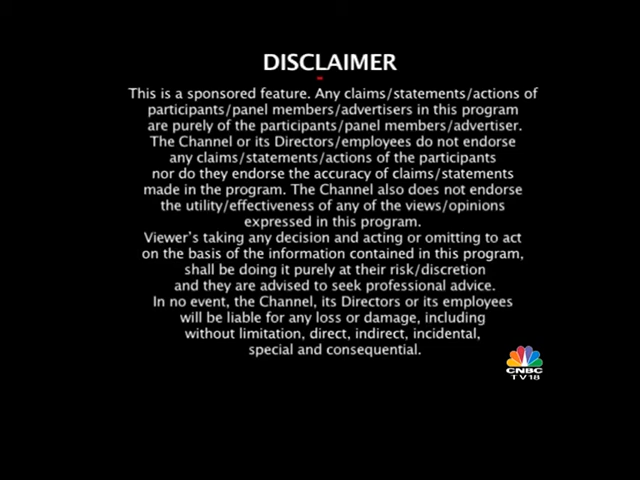 DISCLAIMER
This is a sponsored feature. Any claims/statements/actions of
participants/panel members/advertisers in this program
are purely of the participants/panel members/advertiser.
The Channel or its Directors/employees do not endorse
any claims/statements/actions of the participants
nor do they endorse the accuracy of claims/statements
made in the program. The Channel also does not endorse
the utility/effectiveness of any of the views/opinions
expressed in this program.
Viewer's taking any decision and acting or omitting to act
on the basis of the information contained in this program,
shall be doing it purely at their risk/discretion
and they are advised to seek professional advice.
In no event, the Channel, its Directors or its employees
will be liable for any loss or damage, including
without limitation, direct, indirect, incidental,
special and consequential.
CNBC
TV18